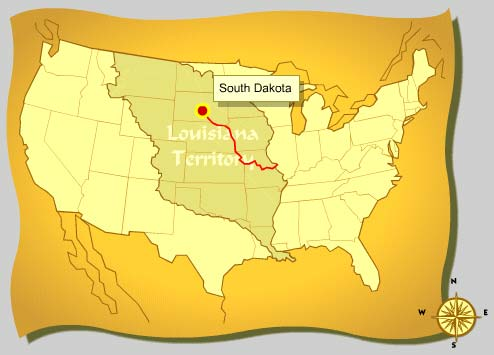 South Dakota
Louisiana
Territory
N
W E
S